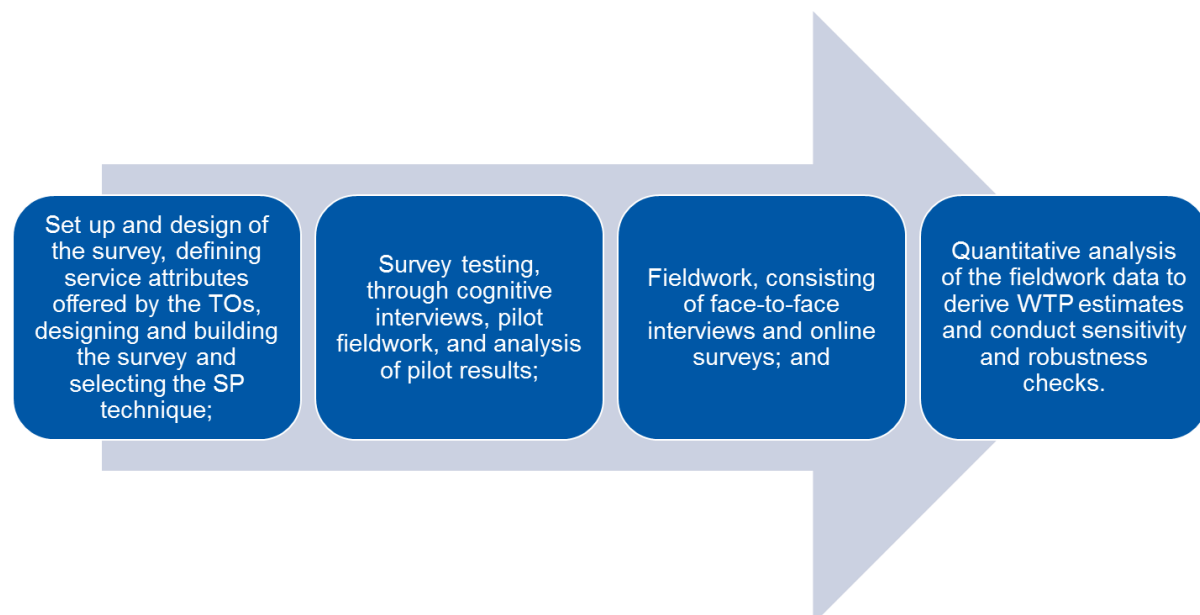 Set up and design of
the survey, defining
service attributes
offered by the TOs,
designing and building
the survey and
selecting the SP
technique;
Survey testing,
through cognitive
interviews, pilot
fieldwork, and analysis
of pilot results;
Fieldwork, consisting
of face-to-face
interviews and online
surveys; and
Quantitative analysis
of the fieldwork data to
derive WTP estimates
and conduct sensitivity
and robustness
checks.